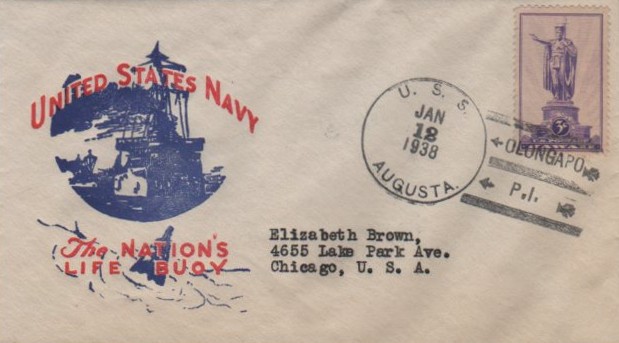 UNITED STATES NAVY
The NATION'S
LIFE BUOY
U. S. S.
JAN
12
1938
AUGUSTA.
OLONGAPO
P.I.
3¢
Elizabeth Brown,
4655 Lake Park Ave.
Chicago, U. S. A.